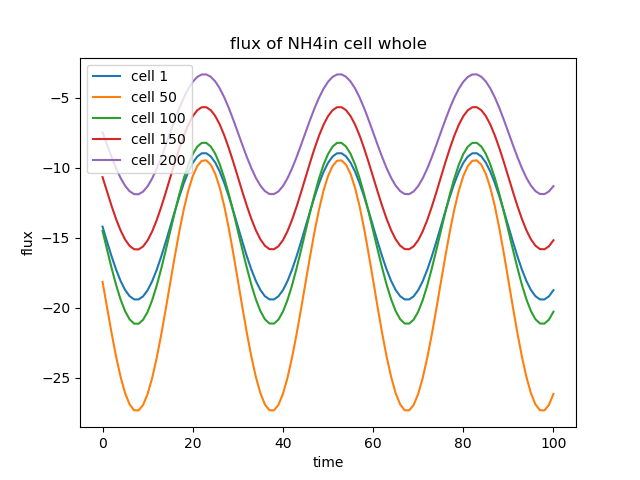 flux of NH4in cell whole
cell 1
cell 50
cell 100
cell 150
cell 200
−5
−10
−15
−20
−25
flux
0 20 40 60 80 100
time